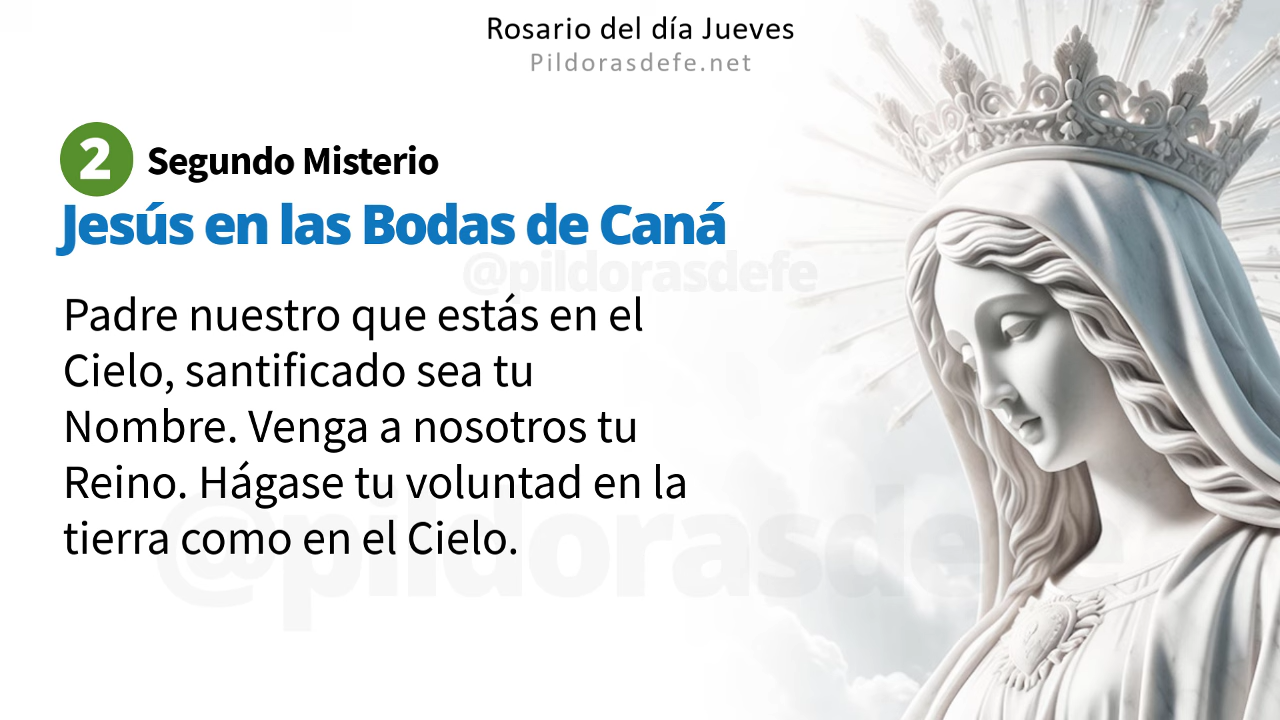 Rosario del día Jueves
Pildorasdefe.net
2 Segundo Misterio
Jesús en las Bodas de Caná
@pildorasdefe
Padre nuestro que estás en el
Cielo, santificado sea tu
Nombre. Venga a nosotros tu
Reino. Hágase tu voluntad en la
tierra como en el Cielo.
@pildorasdefe